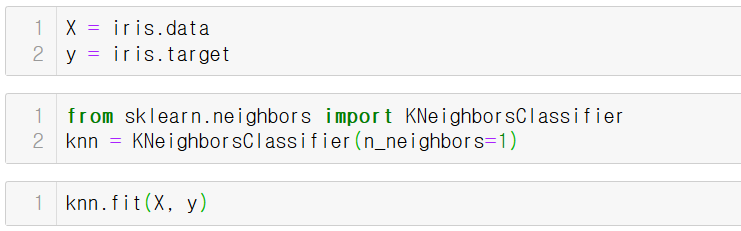 1 X = iris.data
2 y = iris.target
1 from sklearn.neighbors import KNeighborsClassifier
2 knn = KNeighborsClassifier(n_neighbors=1)
1 knn.fit(X, y)